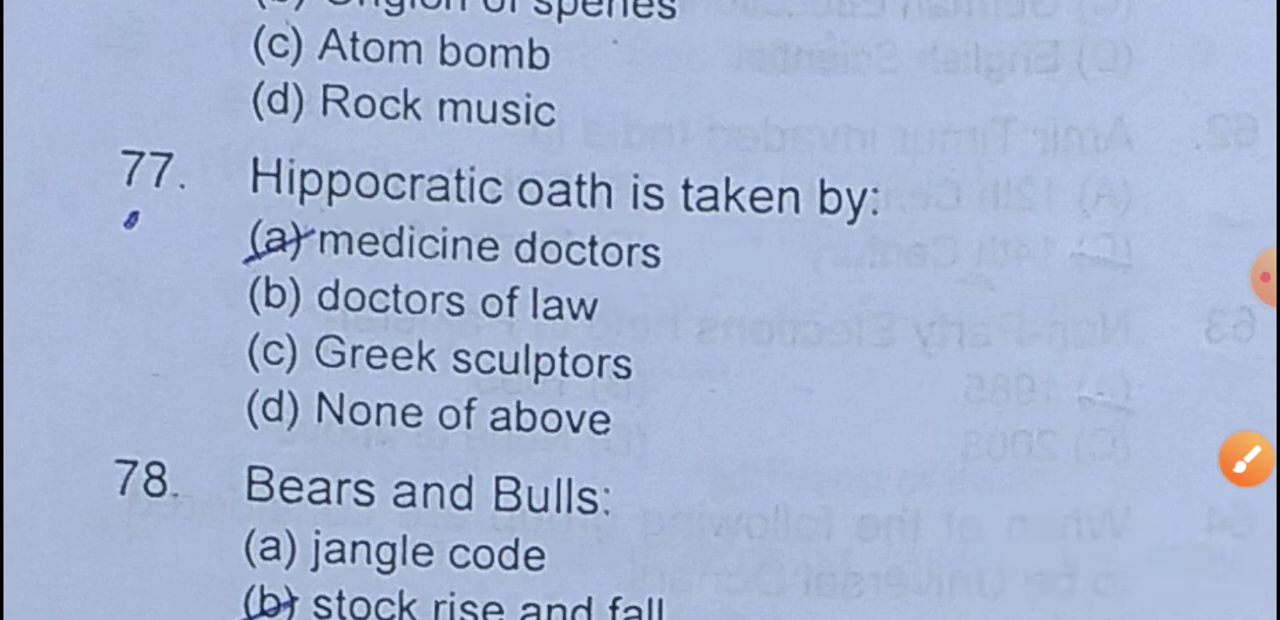 (c) Atom bomb
(d) Rock music
77. Hippocratic oath is taken by:
(a) medicine doctors
(b) doctors of law
(c) Greek sculptors
(d) None of above
78. Bears and Bulls:
(a) jangle code
(b) stock rise and fall